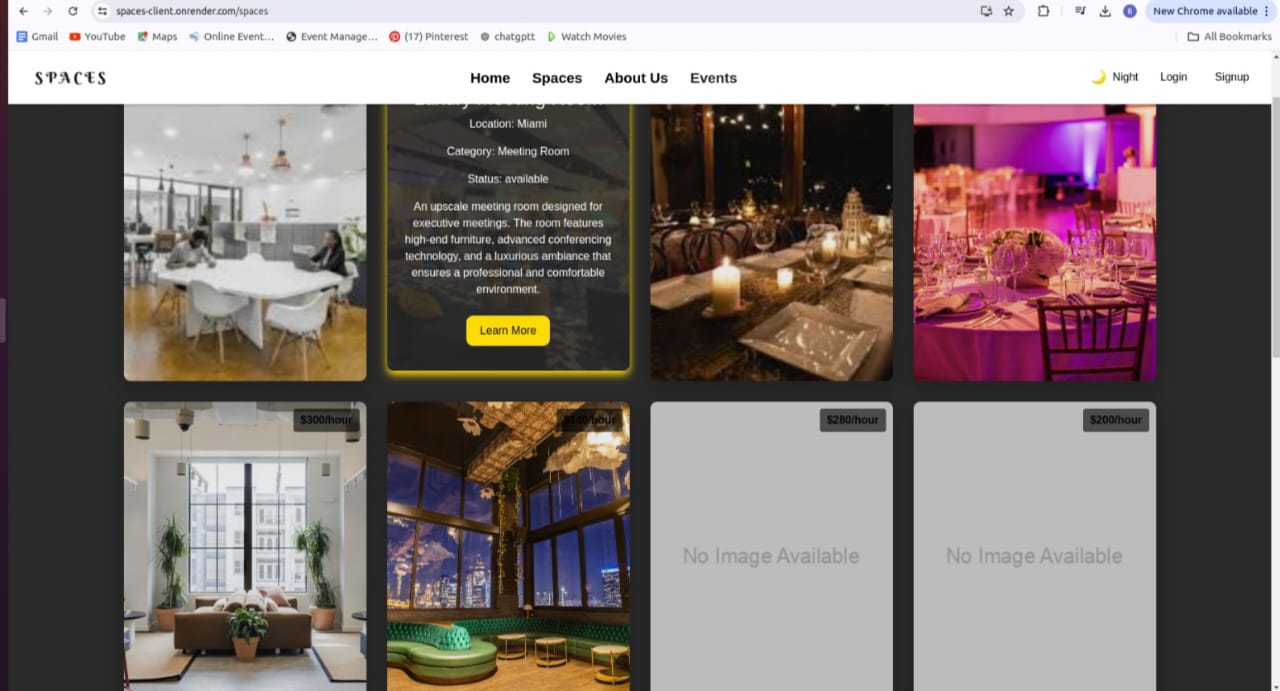 spaces-client.onrender.com/spaces
New Chrome available
Gmail
YouTube
Maps
Online Event...
Event Manage...
(17) Pinterest
chatgptt
Watch Movies
All Bookmarks
SPACES
Home
Spaces
About Us
Events
Night
Login
Signup
Luxury Meeting Room
Location: Miami
Category: Meeting Room
Status: available
An upscale meeting room designed for
executive meetings. The room features
high-end furniture, advanced conferencing
technology, and a luxurious ambiance that
ensures a professional and comfortable
environment.
Learn More
$300/hour
$140/hour
$280/hour
$200/hour
No Image Available
No Image Available